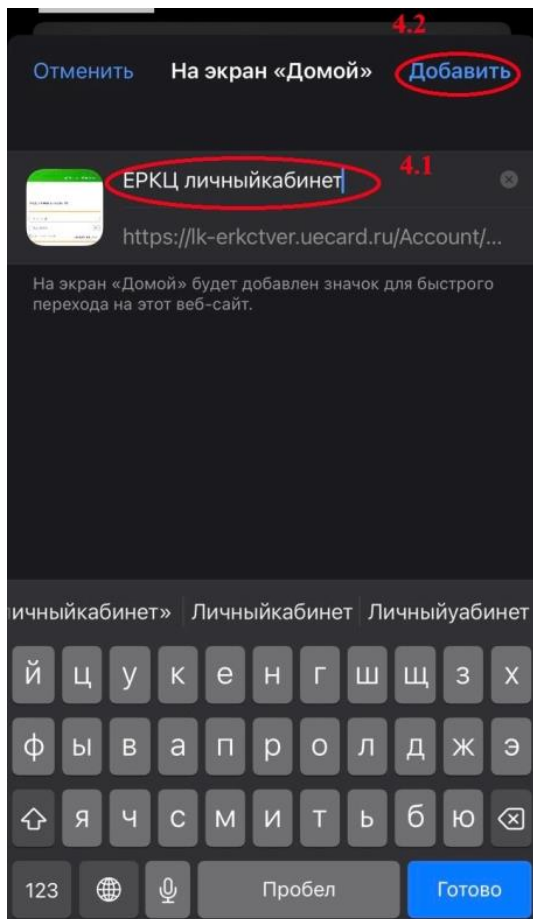 4.2
Отменить На экран «Домой» Добавить
ЕРКЦ личныйкабинет 4.1
https://lk-erkctver.uecard.ru/Account/...
На экран «Домой» будет добавлен значок для быстрого
перехода на этот веб-сайт.
ичныйкабинет» Личныйкабинет Личныйуабинет
й ц у к е н г ш щ з х
ф ы в а п р о л д ж э
я ч с м и т ь б ю
123 Пробел Готово